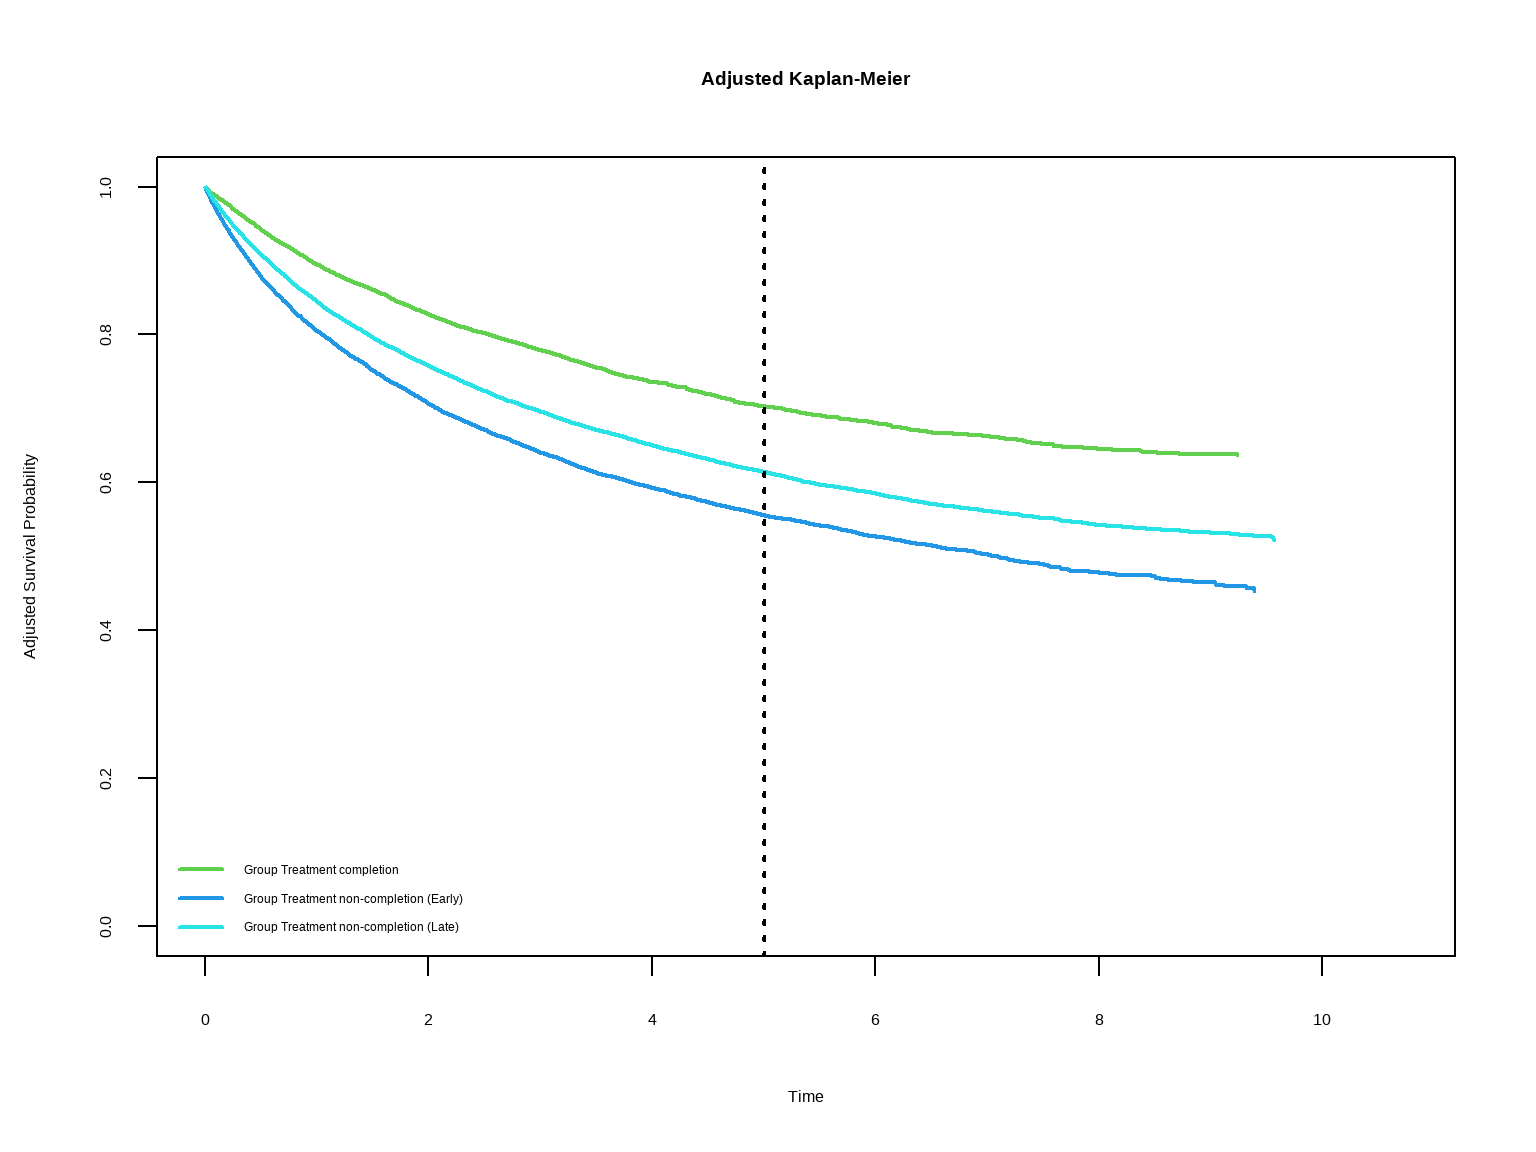 Adjusted Kaplan-Meier
Adjusted Survival Probability
1.0
0.8
0.6
0.4
0.2
0.0
Group Treatment completion
Group Treatment non-completion (Early)
Group Treatment non-completion (Late)
0 2 4 6 8 10
Time